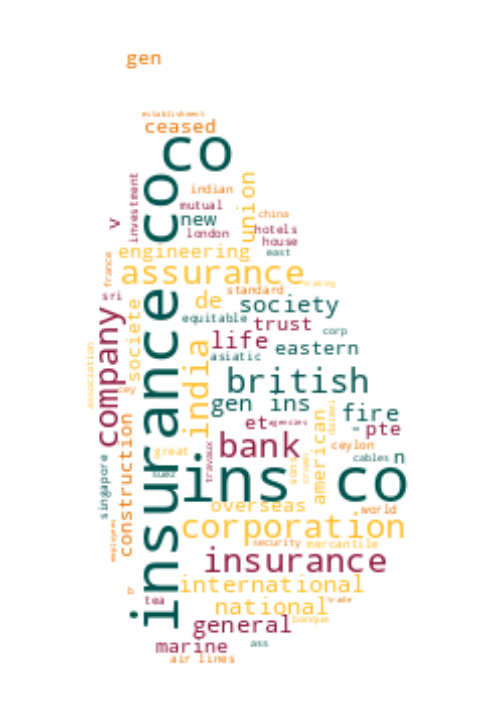 gen
establishment
ceased
co
insurance co
investment
indian
union
mutual
new
china
v
london
hotels
house
engineering
east
france
assurance
trading
sri
de
standard
society
societe
equitable
trust
company
life
corp
asiatic
eastern
india
association
british
cey
gen ins
american
fire
et
agencies
pte
construction
bank
ceylon
great
travaux
cables
n
singapore
suez
ins
crown
co
overseas
world
corporation
employees
security
mercantile
insurance
international
b
tea
national
trade
general
banque
marine
ass
air lines